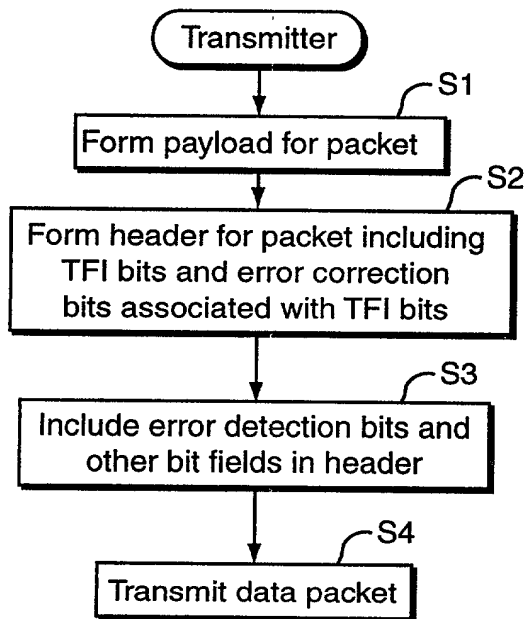 Transmitter
S1
Form payload for packet
S2
Form header for packet including
TFI bits and error correction
bits associated with TFI bits
S3
Include error detection bits and
other bit fields in header
S4
Transmit data packet